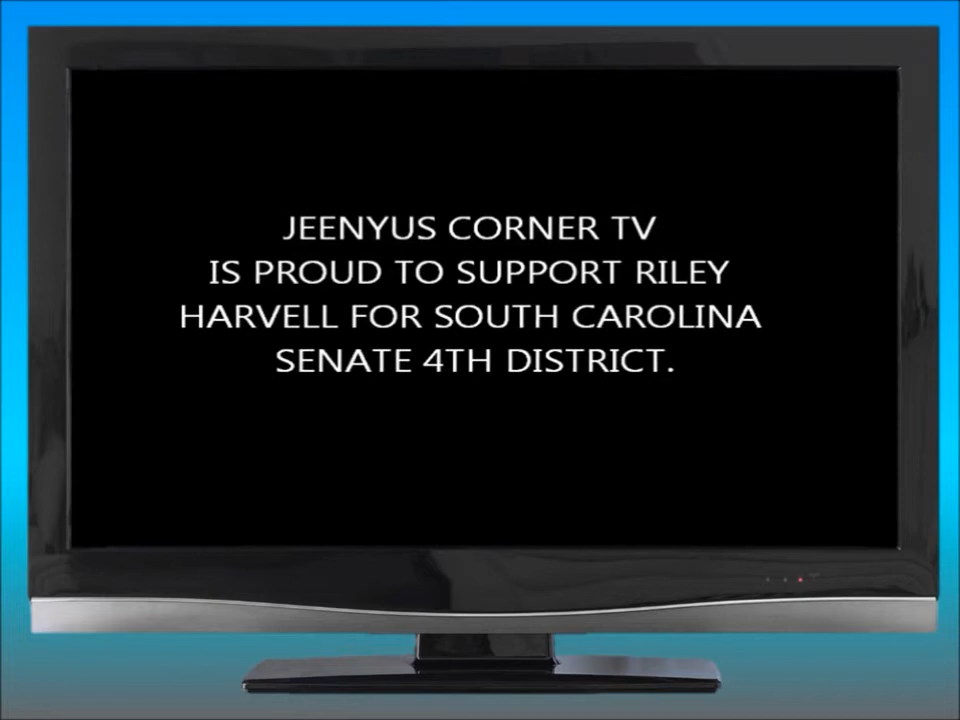 JEENYUS CORNER TV
IS PROUD TO SUPPORT RILEY
HARVELL FOR SOUTH CAROLINA
SENATE 4TH DISTRICT.